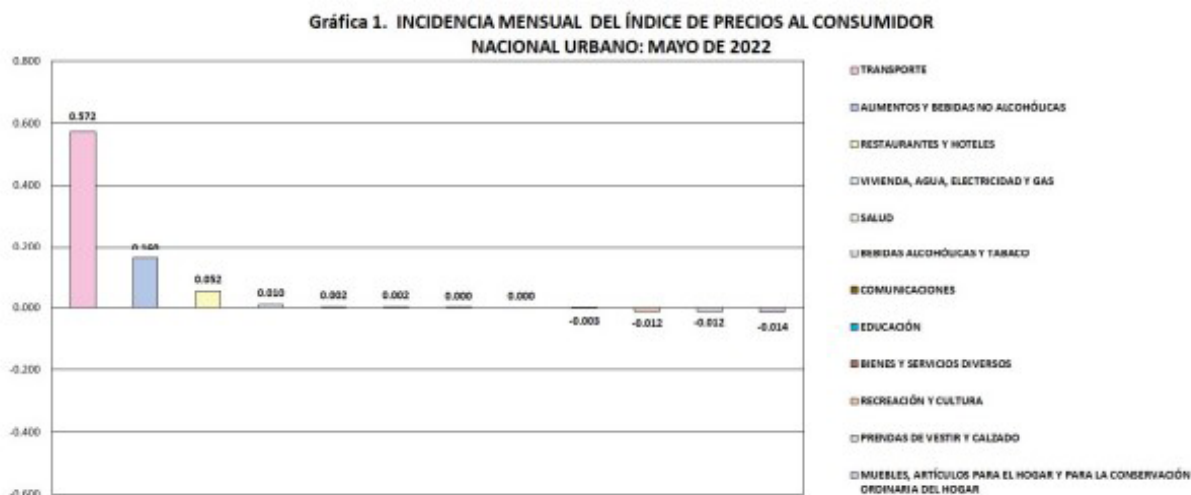 Gráfica 1. INCIDENCIA MENSUAL DEL ÍNDICE DE PRECIOS AL CONSUMIDOR
NACIONAL URBANO: MAYO DE 2022
0.800
0.600
0.400
0.200
0.000
-0.200
-0.400
-0.600
0.572
0.052
0.010
0.002
0.002
0.000
0.000
-0.012
-0.012
-0.014
TRANSPORTE
ALIMENTOS Y BEBIDAS NO ALCOHÓLICAS
RESTAURANTES Y HOTELES
VIVIENDA, AGUA, ELECTRICIDAD Y GAS
SALUD
BEBIDAS ALCOHÓLICAS Y TABACO
COMUNICACIONES
EDUCACIÓN
BIENES Y SERVICIOS DIVERSOS
RECREACIÓN Y CULTURA
PRENDAS DE VESTIR Y CALZADO
MUEBLES, ARTÍCULOS PARA EL HOGAR Y PARA LA CONSERVACIÓN
ORDINARIA DEL HOGAR